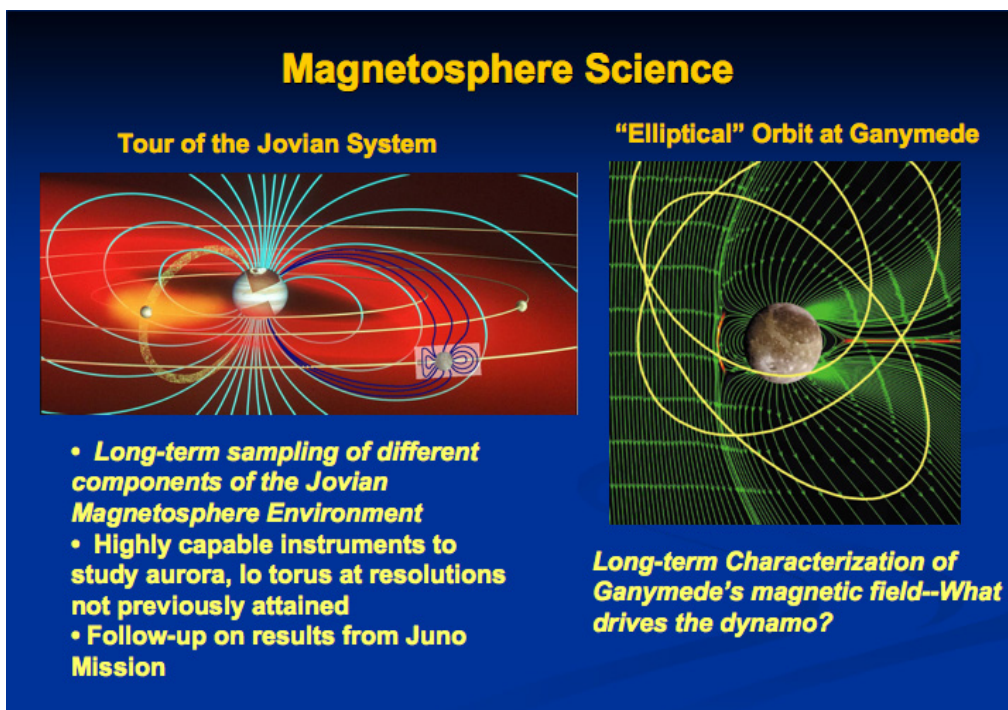 Magnetosphere Science
Tour of the Jovian System
• Long-term sampling of different
components of the Jovian
Magnetosphere Environment
• Highly capable instruments to
study aurora, Io torus at resolutions
not previously attained
• Follow-up on results from Juno
Mission
“Elliptical” Orbit at Ganymede
Long-term Characterization of
Ganymede’s magnetic field--What
drives the dynamo?